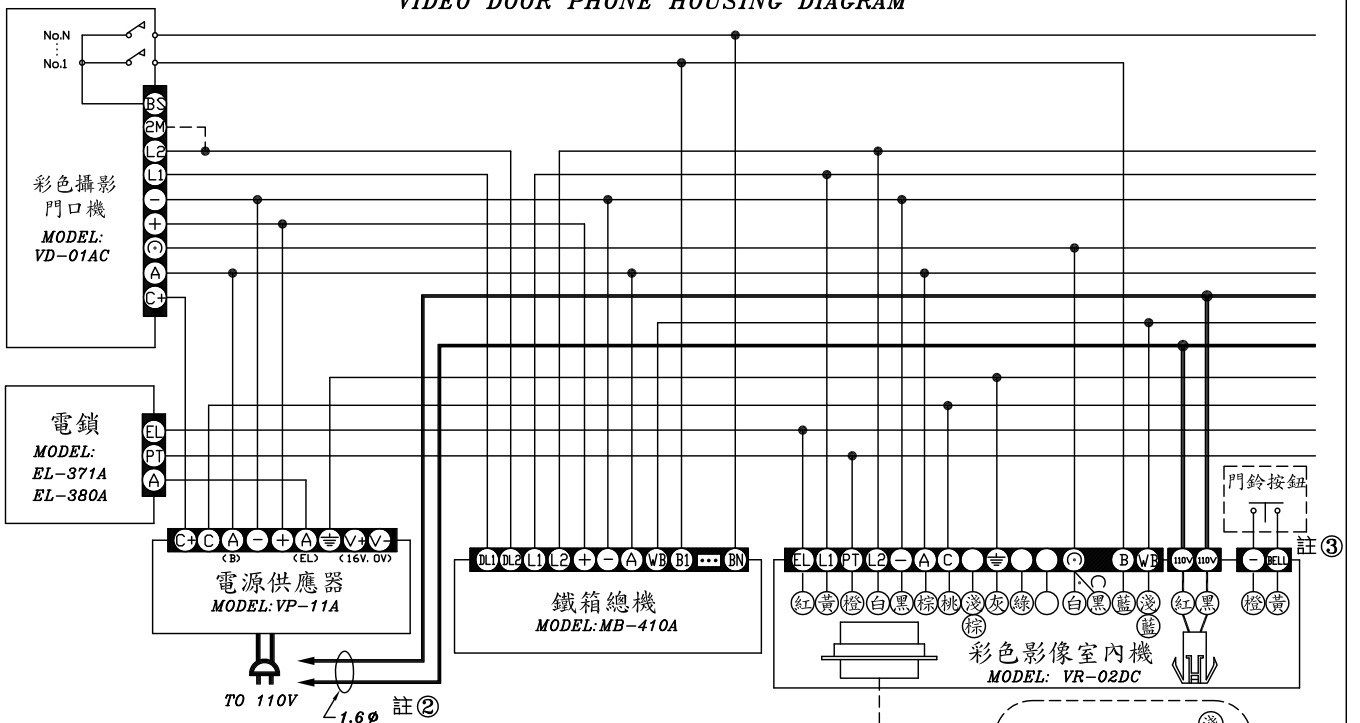 VIDEO DOOR PHONE HOUSING DIAGRAM
No.N
No.1
BS
2M
L2
L1
-
+
A
C+
彩色攝影
門口機
MODEL:
VD-01AC
電鎖
MODEL:
EL-371A
EL-380A
EL
PT
A
C+ C A - + A V+ V-
(B) (EL) (16V. 0V)
電源供應器
MODEL:VP-11A
TO 110V
1.6φ
註②
DL1 DL2 L1 L2 + - A WB B1 ••• BN
鐵箱總機
MODEL:MB-410A
門鈴按鈕
註③
EL L1 PT L2 - A C B WB 110V 110V - BELL
紅 黃 橙 白 黑 棕 桃 淺 灰 綠 白 黑 藍 淺 紅 黑 橙 黃
棕 藍
彩色影像室內機
MODEL: VR-02DC
淺